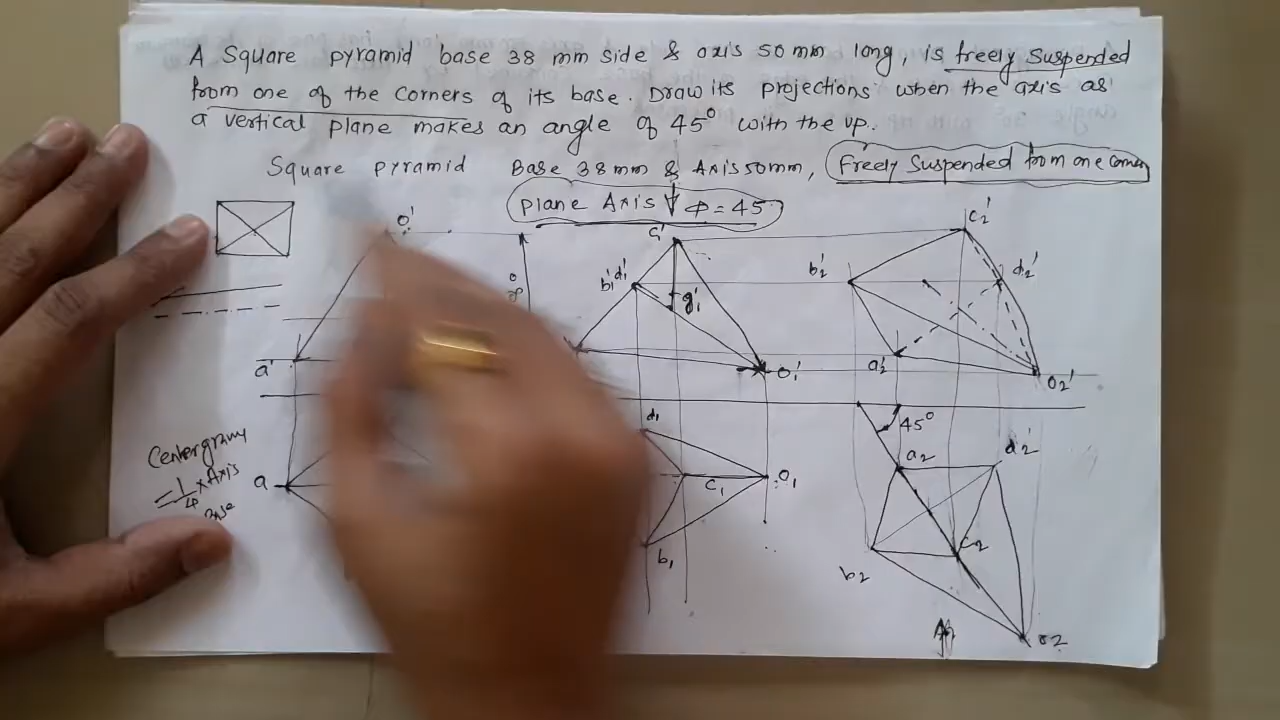 A Square pyramid base 38 mm side & axis 50 mm long, is freely suspended
from one of the corners of its base. Draw its projections when the axis as
a vertical plane makes an angle of 45° with the vp.
Square pyramid Base 38mm & Axis 50mm, Freely Suspended from one corner
plane Axis ∇ φ = 45
o'
c1'
c2'
b1' d1'
g1'
b2'
d2'
a'
o1'
a2'
o2'
45°
Center gravity
= 1/4 × Axis
Base
a
d1
c1
o1
b1
a2
d2'
c2
b2
o2